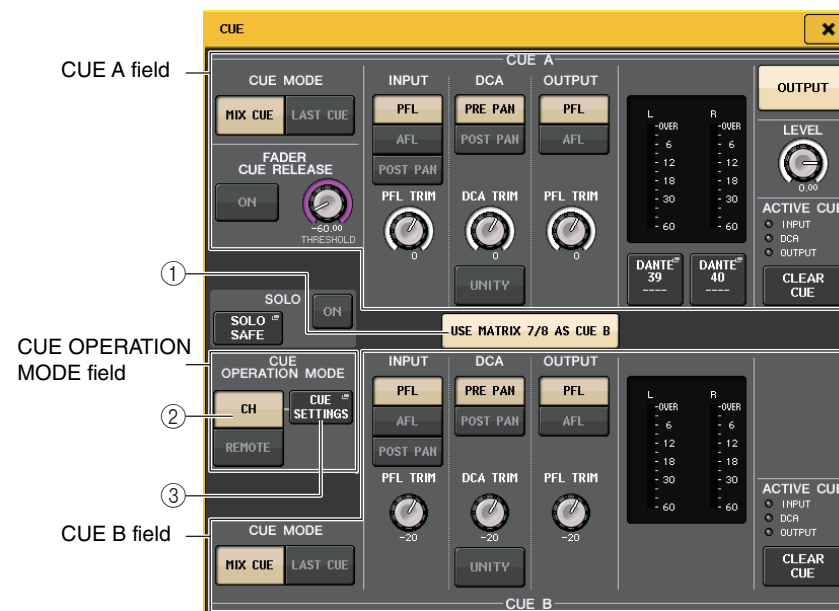 CUE
CUE A
CUE A field
CUE MODE
MIX CUE
LAST CUE
FADER
CUE RELEASE
ON
-60.00
THRESHOLD
INPUT
PFL
AFL
POST PAN
PFL TRIM
0
DCA
PRE PAN
POST PAN
DCA TRIM
0
UNITY
OUTPUT
PFL
AFL
PFL TRIM
0
L
R
-OVER
-OVER
- 6
- 6
- 12
- 12
- 18
- 18
- 30
- 30
- 60
- 60
DANTE
39
----
DANTE
40
----
OUTPUT
LEVEL
0.00
ACTIVE CUE
INPUT
DCA
OUTPUT
CLEAR
CUE
1
SOLO
SOLO
SAFE
ON
USE MATRIX 7/8 AS CUE B
CUE OPERATION
MODE field
CUE
OPERATION MODE
2
CH
CUE
SETTINGS
REMOTE
3
CUE B field
CUE MODE
MIX CUE
LAST CUE
INPUT
PFL
AFL
POST PAN
PFL TRIM
-20
DCA
PRE PAN
POST PAN
DCA TRIM
-20
UNITY
OUTPUT
PFL
AFL
PFL TRIM
-20
L
R
-OVER
-OVER
- 6
- 6
- 12
- 12
- 18
- 18
- 30
- 30
- 60
- 60
ACTIVE CUE
INPUT
DCA
OUTPUT
CLEAR
CUE
CUE B